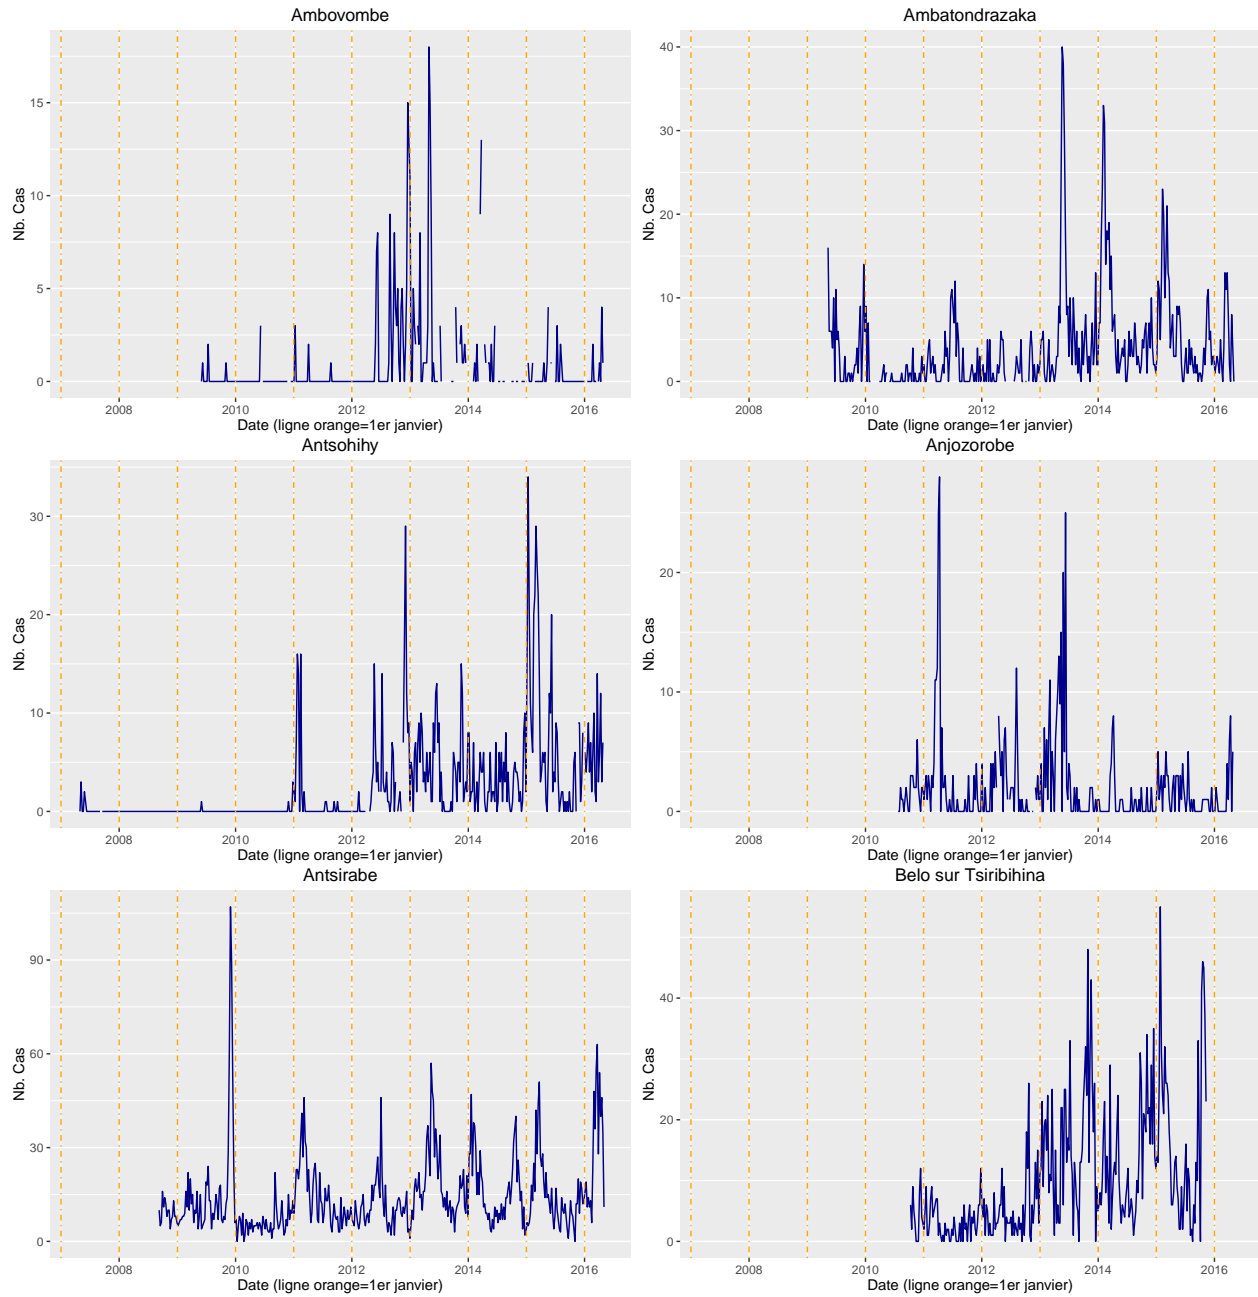 Ambovombe
Nb. Cas
15
10
5
0
2008 2010 2012 2014 2016
Date (ligne orange=1er janvier)
Ambatondrazaka
Nb. Cas
40
30
20
10
0
2008 2010 2012 2014 2016
Date (ligne orange=1er janvier)
Antsohihy
Nb. Cas
30
20
10
0
2008 2010 2012 2014 2016
Date (ligne orange=1er janvier)
Anjozorobe
Nb. Cas
20
10
0
2008 2010 2012 2014 2016
Date (ligne orange=1er janvier)
Antsirabe
Nb. Cas
90
60
30
0
2008 2010 2012 2014 2016
Date (ligne orange=1er janvier)
Belo sur Tsiribihina
Nb. Cas
40
20
0
2008 2010 2012 2014 2016
Date (ligne orange=1er janvier)